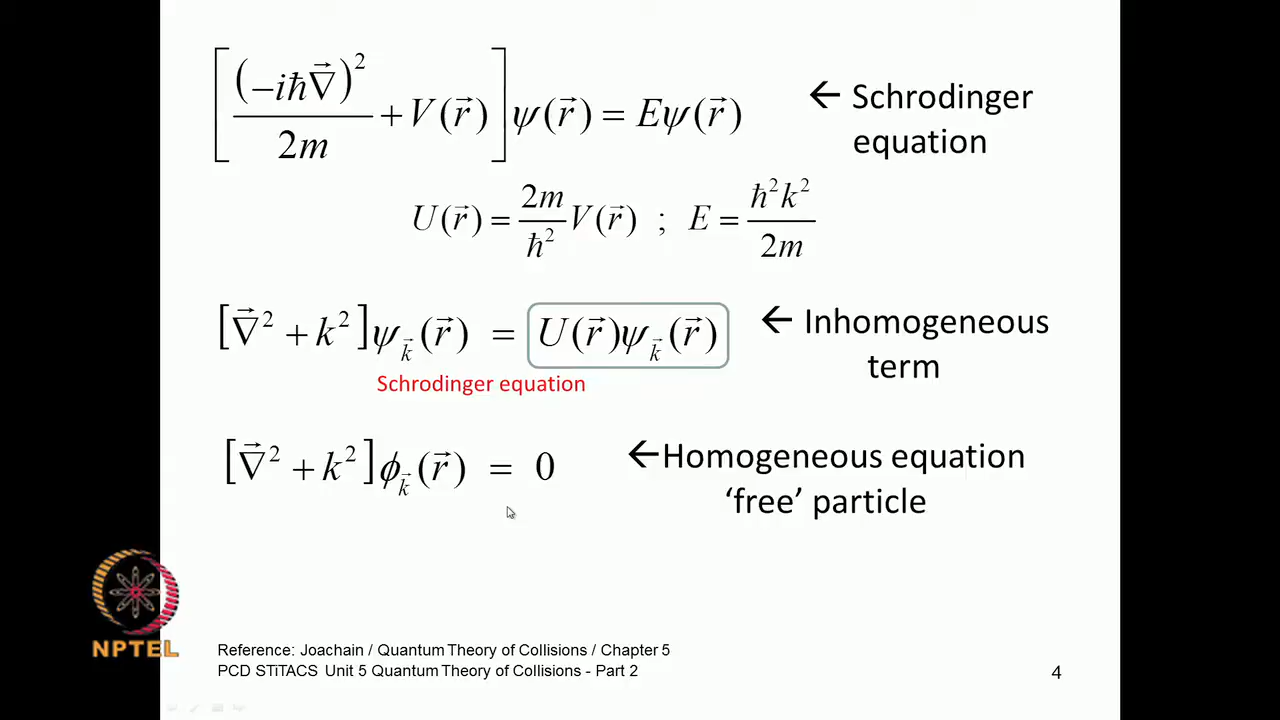 [(−iℏ∇⃗)²/2m + V(r⃗)]ψ(r⃗) = Eψ(r⃗) ← Schrodinger equation
U(r⃗) = 2m/ℏ² V(r⃗) ; E = ℏ²k²/2m
[∇⃗² + k²]ψ_k⃗(r⃗) = U(r⃗)ψ_k⃗(r⃗) ← Inhomogeneous term
Schrodinger equation
[∇⃗² + k²]ϕ_k⃗(r⃗) = 0 ←Homogeneous equation
‘free’ particle
NPTEL
Reference: Joachain / Quantum Theory of Collisions / Chapter 5
PCD STiTACS Unit 5 Quantum Theory of Collisions - Part 2
4